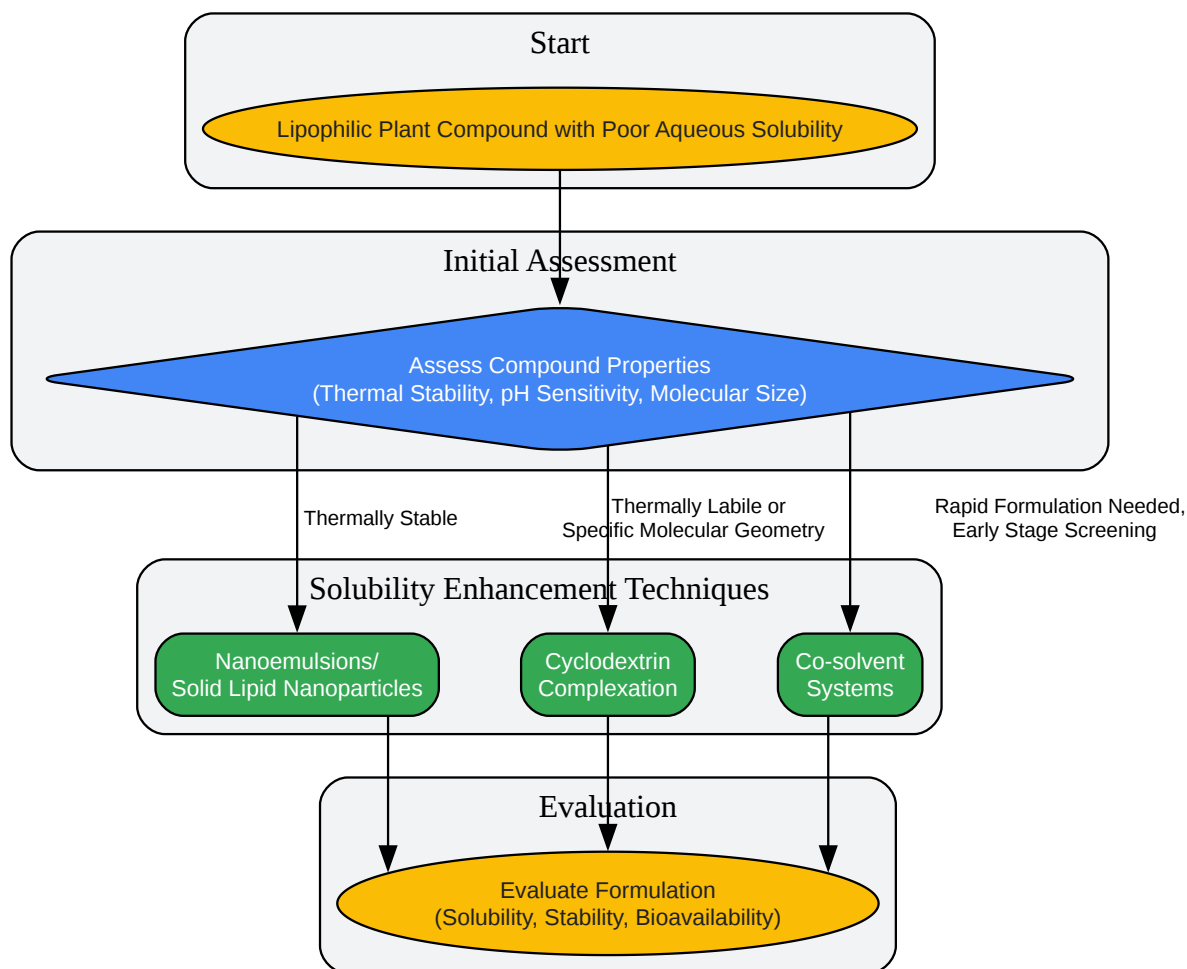 Start
Lipophilic Plant Compound with Poor Aqueous Solubility
Initial Assessment
Assess Compound Properties
(Thermal Stability, pH Sensitivity, Molecular Size)
Thermally Stable
Thermally Labile or
Specific Molecular Geometry
Rapid Formulation Needed,
Early Stage Screening
Solubility Enhancement Techniques
Nanoemulsions/
Solid Lipid Nanoparticles
Cyclodextrin
Complexation
Co-solvent
Systems
Evaluation
Evaluate Formulation
(Solubility, Stability, Bioavailability)